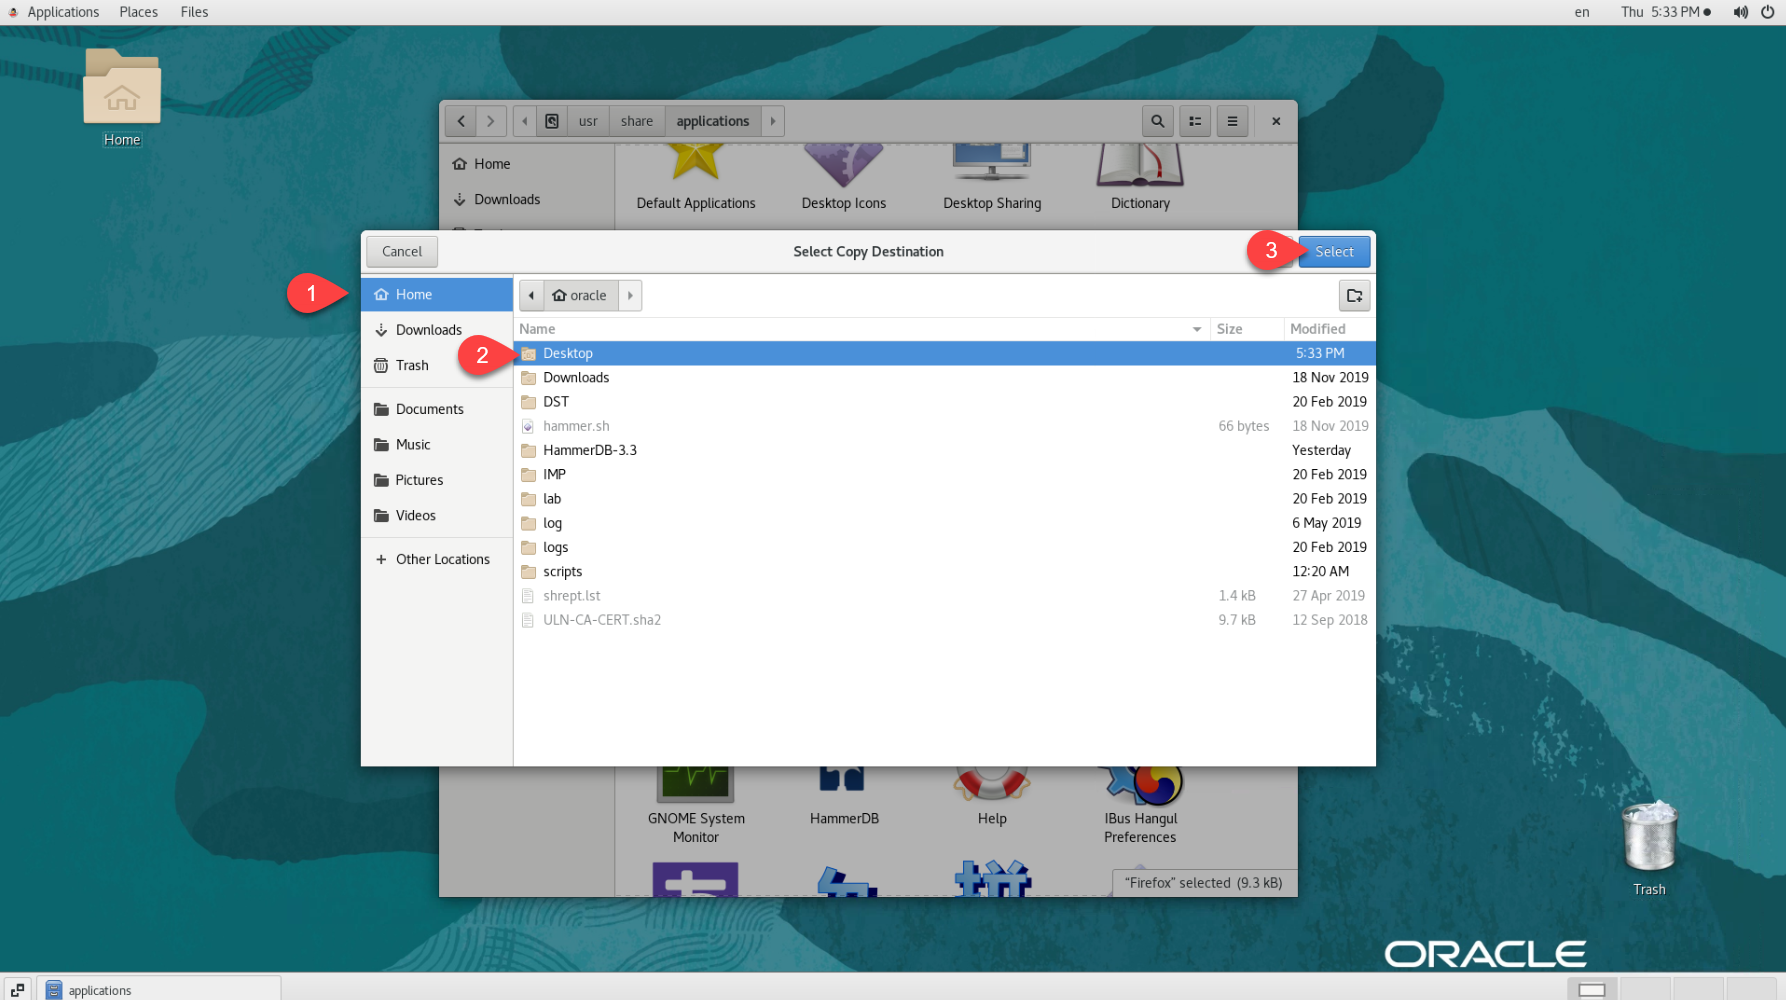 Applications Places Files en Thu 5:33 PM
Home
usr share applications
Home
Downloads
Default Applications Desktop Icons Desktop Sharing Dictionary
Cancel Select Copy Destination 3 Select
1 Home
Downloads
Trash
Documents
Music
Pictures
Videos
Other Locations
oracle
Name Size Modified
2 Desktop 5:33 PM
Downloads 18 Nov 2019
DST 20 Feb 2019
hammer.sh 66 bytes 18 Nov 2019
HammerDB-3.3 Yesterday
IMP 20 Feb 2019
lab 20 Feb 2019
log 6 May 2019
logs 20 Feb 2019
scripts 12:20 AM
shrept.lst 1.4 kB 27 Apr 2019
ULN-CA-CERT.sha2 9.7 kB 12 Sep 2018
GNOME System Monitor HammerDB Help IBus Hangul Preferences
“Firefox” selected (9.3 kB)
Trash
ORACLE
applications